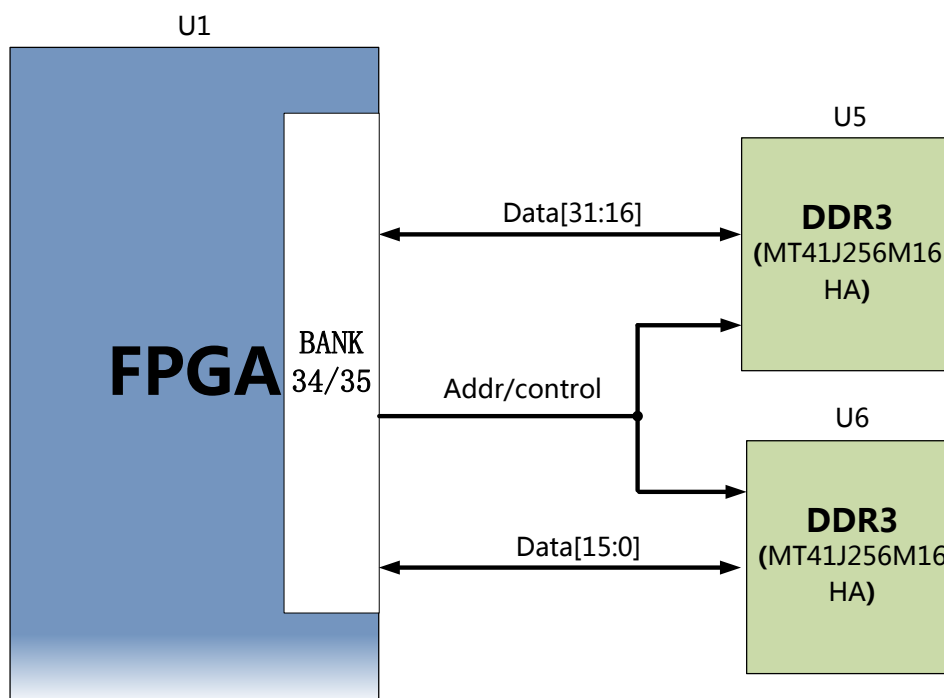 U1
FPGA
BANK
34/35
Data[31:16]
Addr/control
Data[15:0]
U5
DDR3
(MT41J256M16
HA)
U6
DDR3
(MT41J256M16
HA)